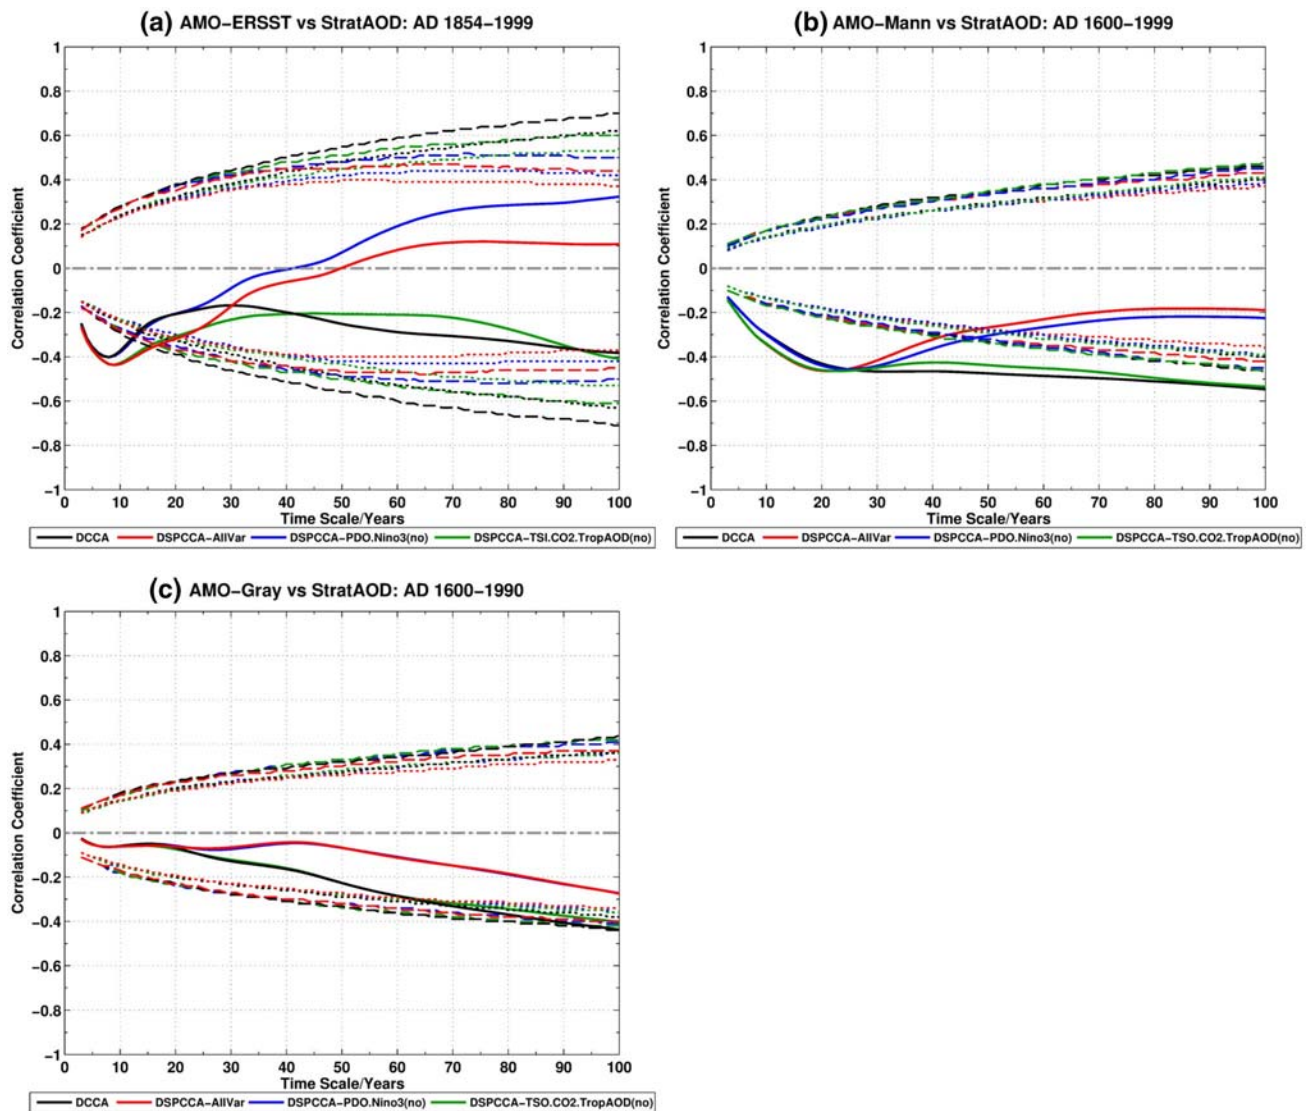 (a) AMO-ERSST vs StratAOD: AD 1854-1999
1
0.8
0.6
0.4
0.2
0
-0.2
-0.4
-0.6
-0.8
-1
Correlation Coefficient
0 10 20 30 40 50 60 70 80 90 100
Time Scale/Years
DCCA DSPCCA-AllVar DSPCCA-PDO.Nino3(no) DSPCCA-TSI.CO2.TropAOD(no)
(b) AMO-Mann vs StratAOD: AD 1600-1999
1
0.8
0.6
0.4
0.2
0
-0.2
-0.4
-0.6
-0.8
-1
Correlation Coefficient
0 10 20 30 40 50 60 70 80 90 100
Time Scale/Years
DCCA DSPCCA-AllVar DSPCCA-PDO.Nino3(no) DSPCCA-TSO.CO2.TropAOD(no)
(c) AMO-Gray vs StratAOD: AD 1600-1990
1
0.8
0.6
0.4
0.2
0
-0.2
-0.4
-0.6
-0.8
-1
Correlation Coefficient
0 10 20 30 40 50 60 70 80 90 100
Time Scale/Years
DCCA DSPCCA-AllVar DSPCCA-PDO.Nino3(no) DSPCCA-TSO.CO2.TropAOD(no)